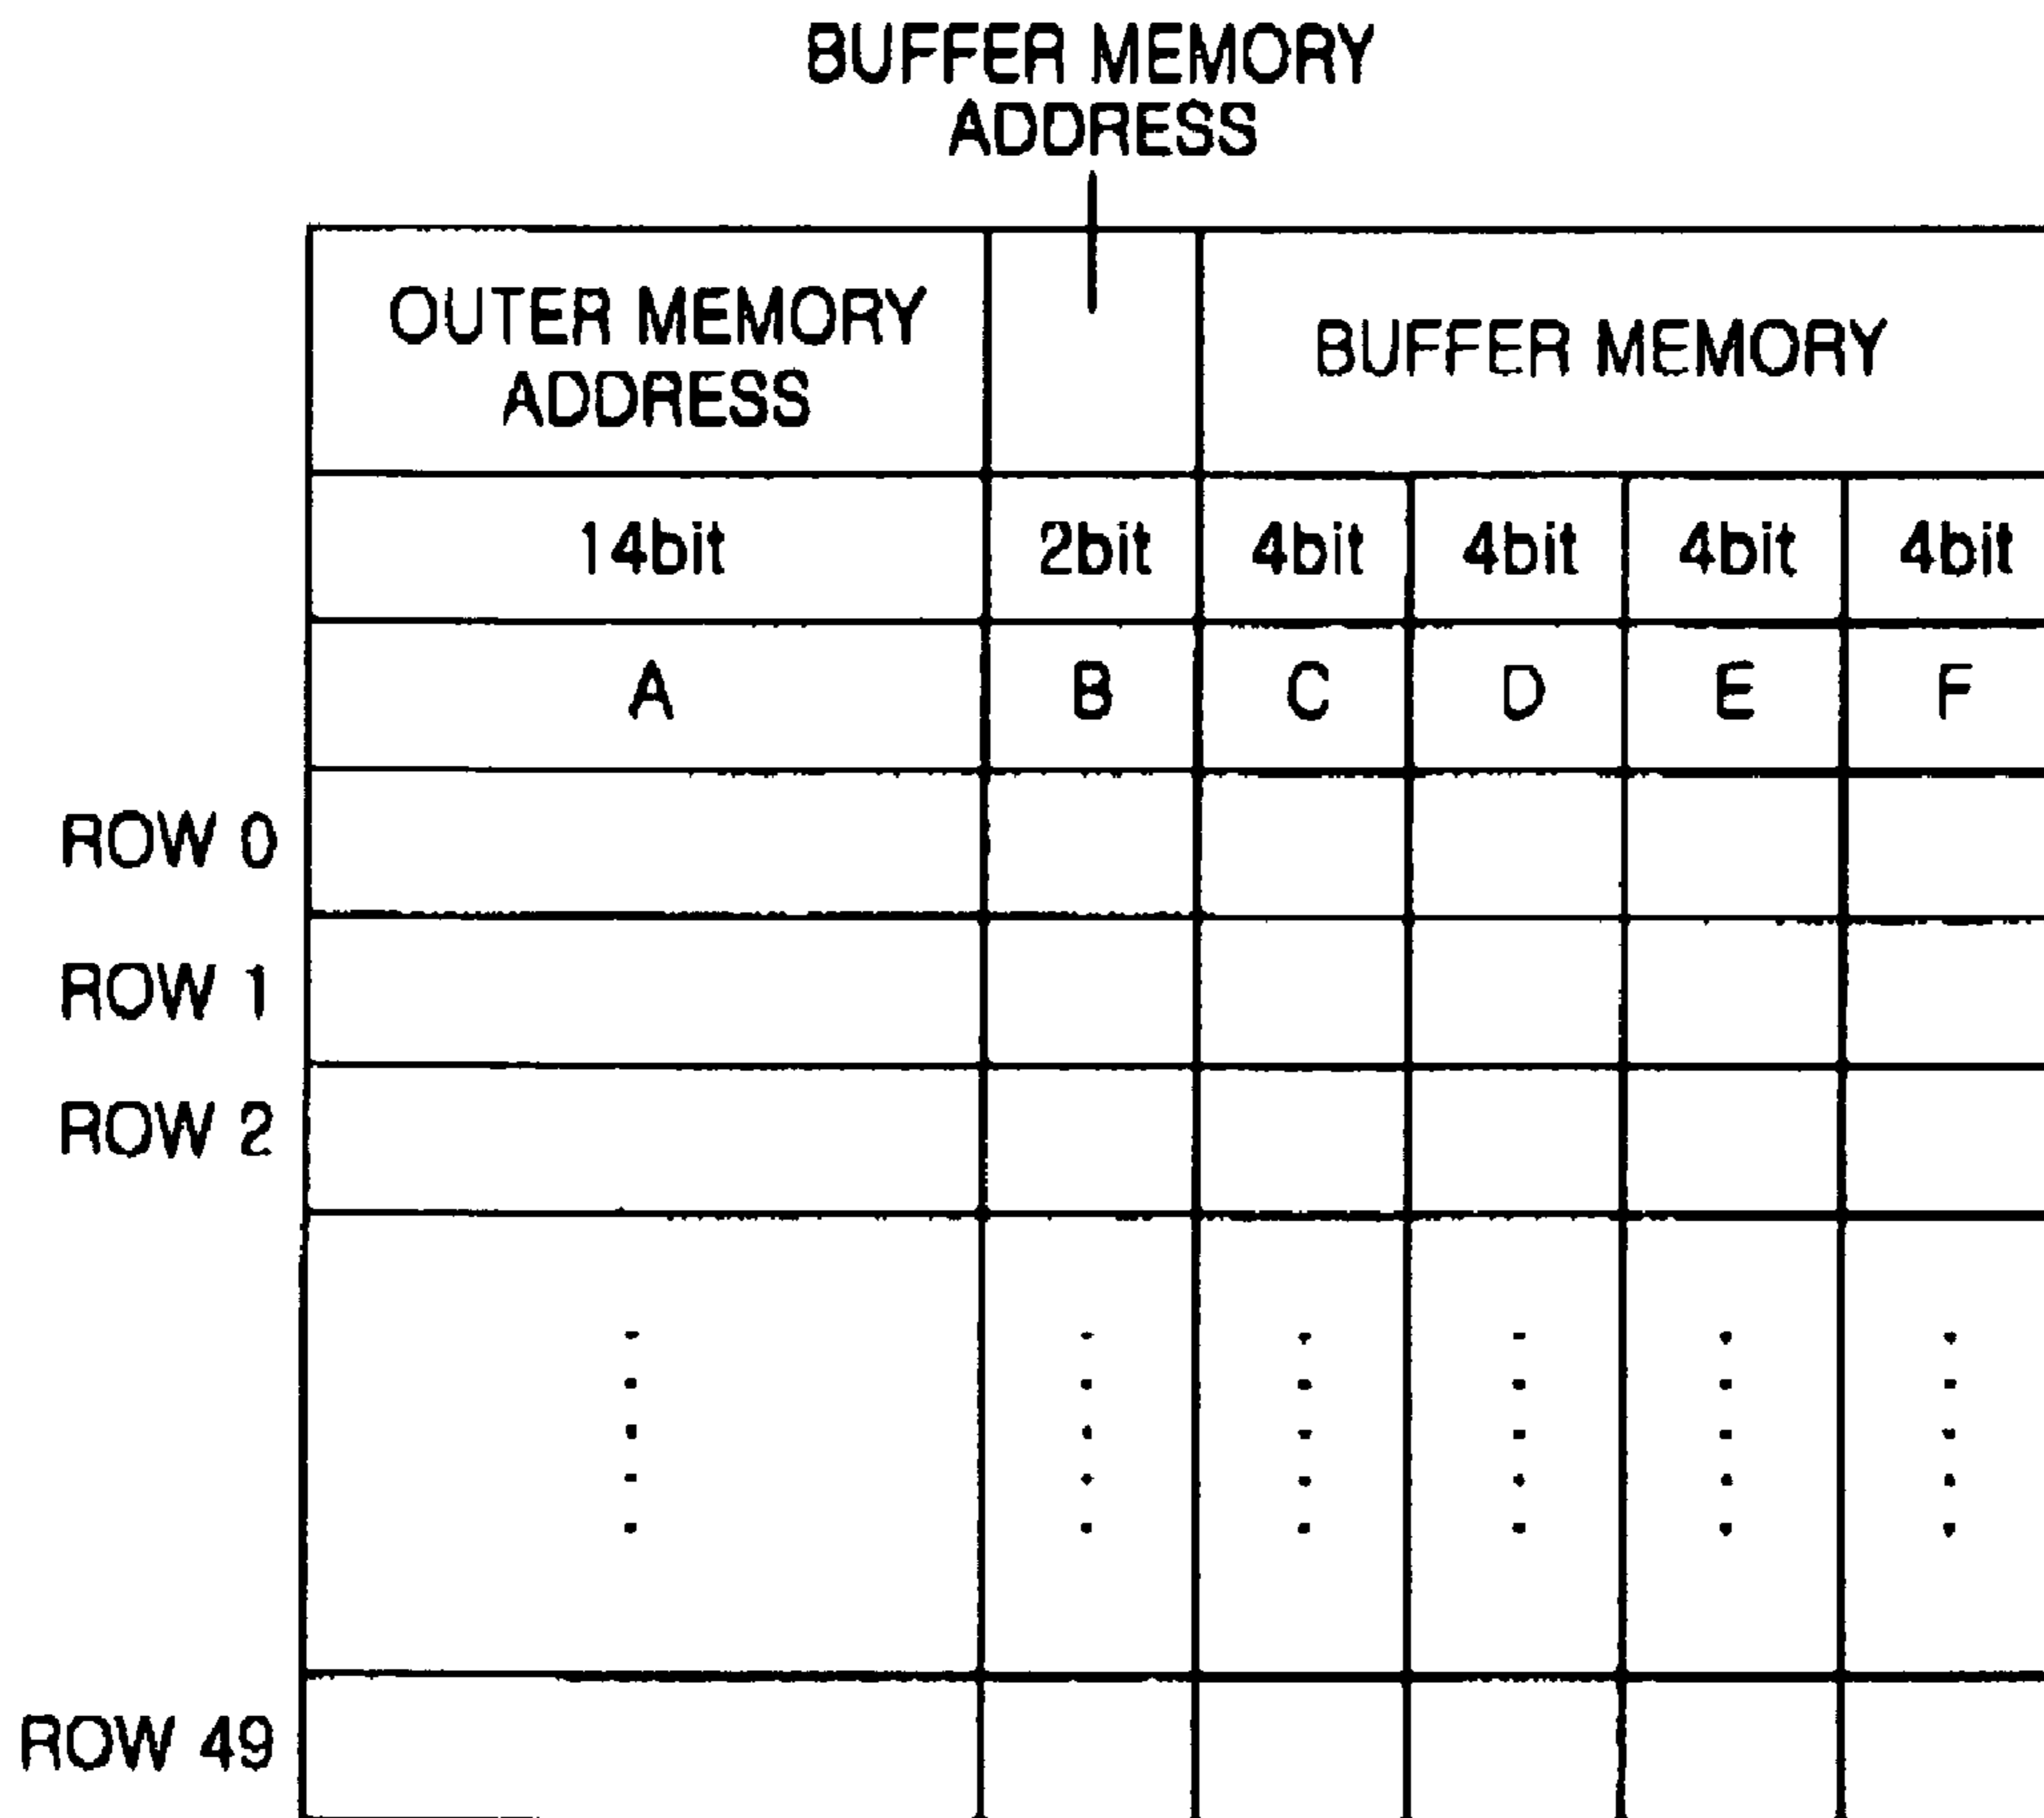 BUFFER MEMORY
ADDRESS
OUTER MEMORY
ADDRESS
BUFFER MEMORY
14bit 2bit 4bit 4bit 4bit 4bit
A B C D E F
ROW 0
ROW 1
ROW 2
ROW 49